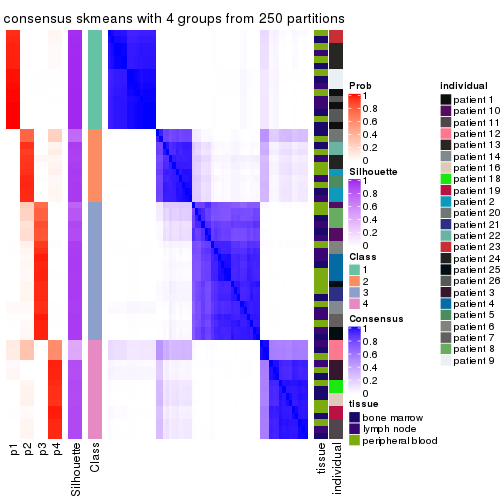 consensus skmeans with 4 groups from 250 partitions
p1
p2
p3
p4
Silhouette
Class
tissue
individual
Prob
1
0.8
0.6
0.4
0.2
0
Silhouette
1
0.8
0.6
0.4
0.2
0
Class
1
2
3
4
Consensus
1
0.8
0.6
0.4
0.2
0
tissue
bone marrow
lymph node
peripheral blood
individual
patient 1
patient 10
patient 11
patient 12
patient 13
patient 14
patient 16
patient 18
patient 19
patient 2
patient 20
patient 21
patient 22
patient 23
patient 24
patient 25
patient 26
patient 3
patient 4
patient 5
patient 6
patient 7
patient 8
patient 9